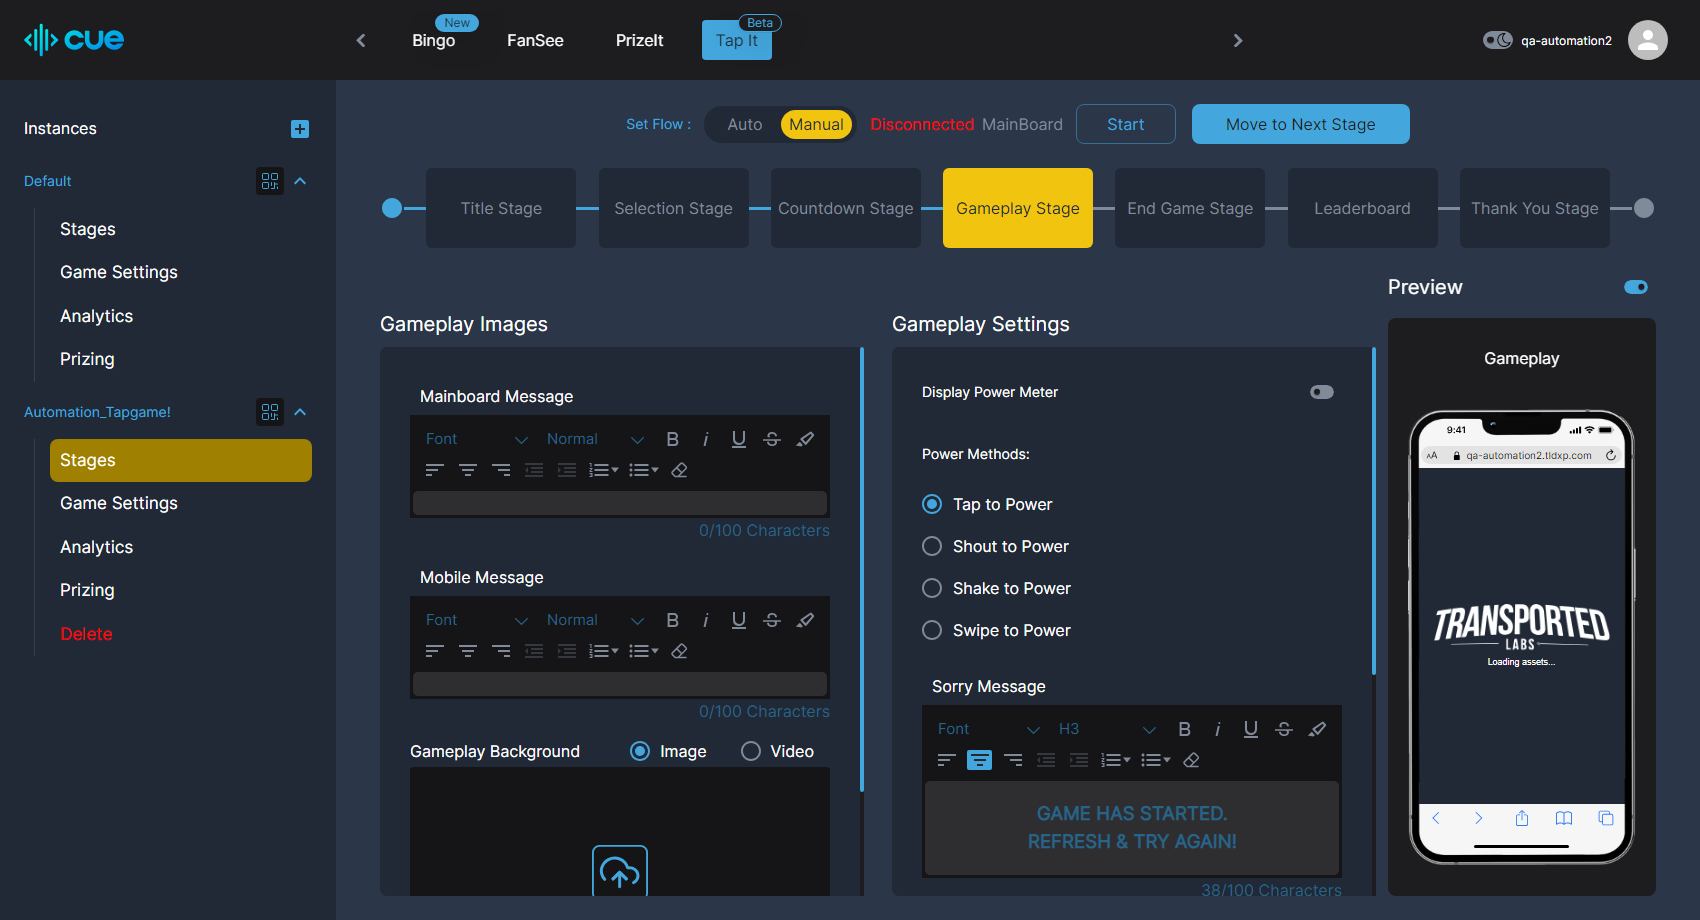 cue
New
Bingo
FanSee
PrizeIt
Tap It
Beta
qa-automation2
Instances
Default
Stages
Game Settings
Analytics
Prizing
Automation_Tapgame!
Stages
Game Settings
Analytics
Prizing
Delete
Set Flow :
Auto
Manual
Disconnected MainBoard
Start
Move to Next Stage
Title Stage
Selection Stage
Countdown Stage
Gameplay Stage
End Game Stage
Leaderboard
Thank You Stage
Gameplay Images
Mainboard Message
Font
Normal
B i U S
0/100 Characters
Mobile Message
Font
Normal
B i U S
0/100 Characters
Gameplay Background
Image
Video
Gameplay Settings
Display Power Meter
Power Methods:
Tap to Power
Shout to Power
Shake to Power
Swipe to Power
Sorry Message
Font
H3
B i U S
GAME HAS STARTED.
REFRESH & TRY AGAIN!
38/100 Characters
Preview
Gameplay
9:41
AA
qa-automation2.tldxp.com
TRANSPORTED
LABS
Loading assets...